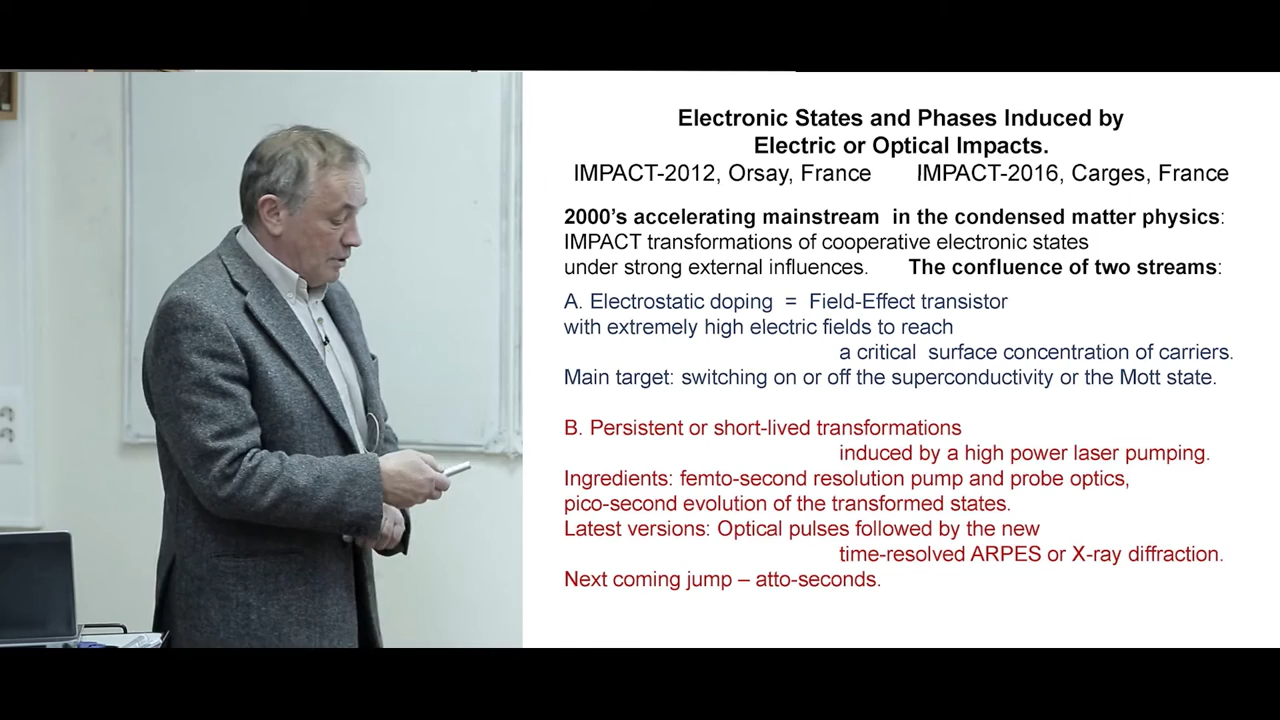 Electronic States and Phases Induced by
Electric or Optical Impacts.
IMPACT-2012, Orsay, France IMPACT-2016, Carges, France
2000's accelerating mainstream in the condensed matter physics:
IMPACT transformations of cooperative electronic states
under strong external influences. The confluence of two streams:
A. Electrostatic doping = Field-Effect transistor
with extremely high electric fields to reach
a critical surface concentration of carriers.
Main target: switching on or off the superconductivity or the Mott state.
B. Persistent or short-lived transformations
induced by a high power laser pumping.
Ingredients: femto-second resolution pump and probe optics,
pico-second evolution of the transformed states.
Latest versions: Optical pulses followed by the new
time-resolved ARPES or X-ray diffraction.
Next coming jump – atto-seconds.